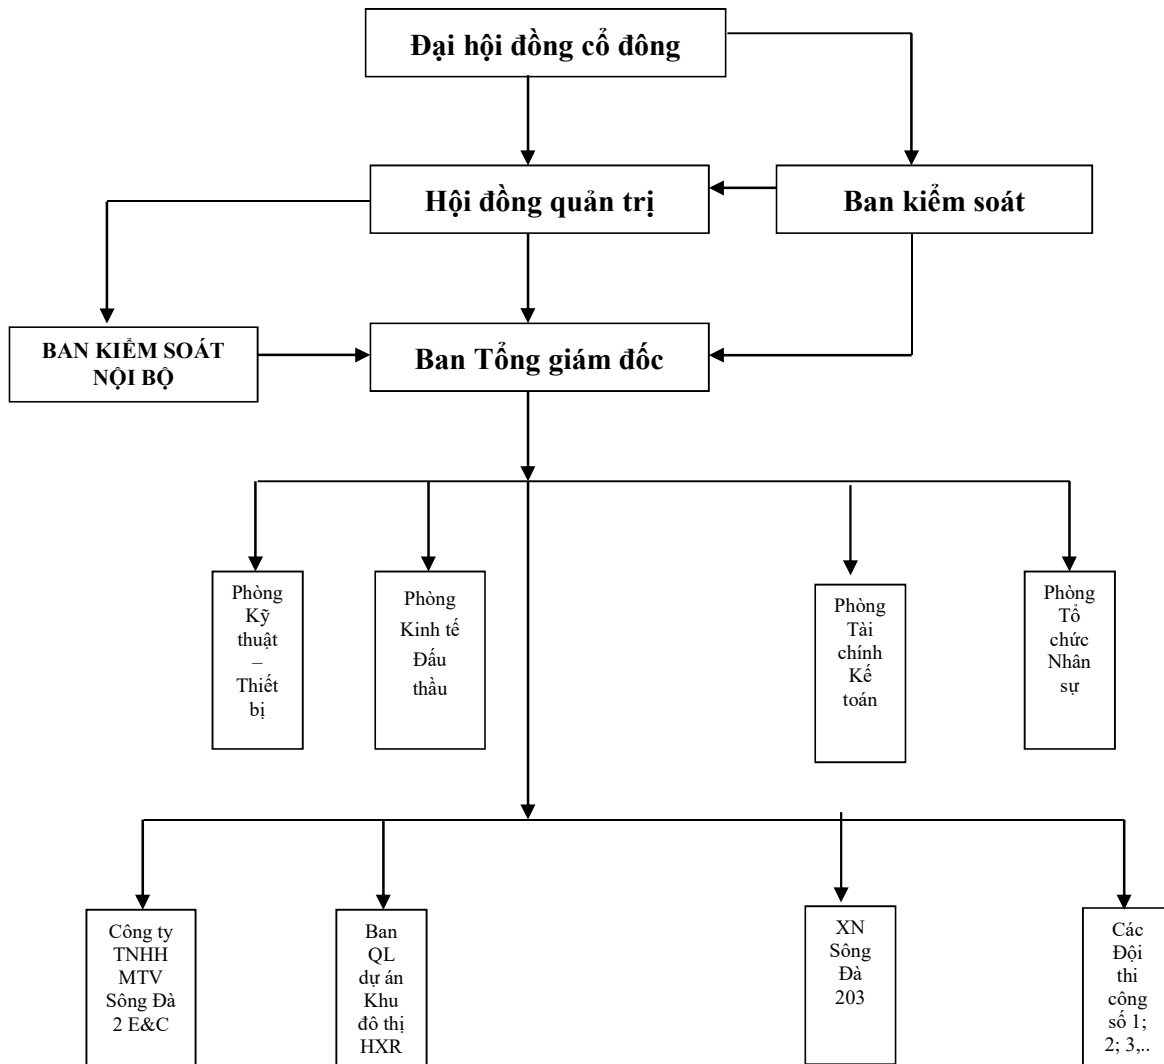 Đại hội đồng cổ đông
Hội đồng quản trị
Ban kiểm soát
BAN KIỂM SOÁT
NỘI BỘ
Ban Tổng giám đốc
Phòng
Kỹ
thuật
–
Thiết
bị
Phòng
Kinh tế
Đấu
thầu
Phòng
Tài
chính
Kế
toán
Phòng
Tổ
chức
Nhân
sự
Công ty
TNHH
MTV
Sông Đà
2 E&C
Ban
QL
dự án
Khu
đô thị
HXR
XN
Sông
Đà
203
Các
Đội
thi
công
số 1;
2; 3,..